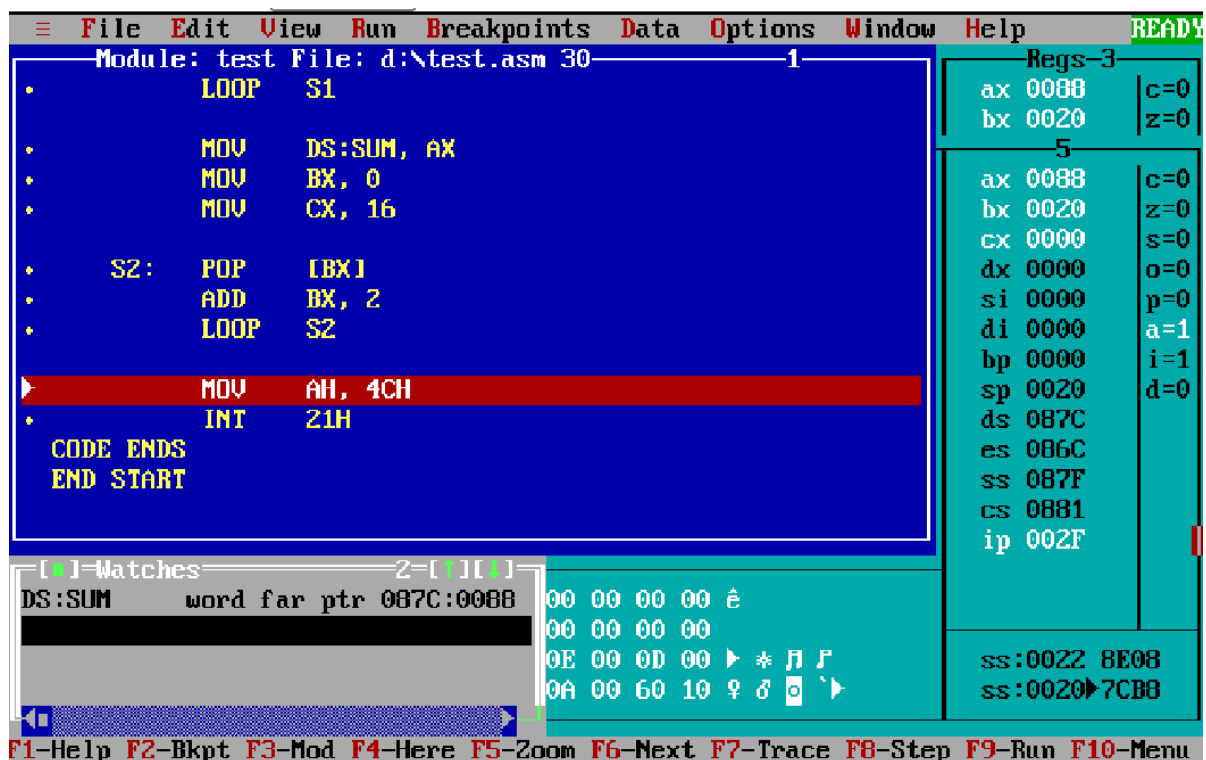 ≡ File Edit View Run Breakpoints Data Options Window Help READY
Module: test File: d:\test.asm 30 1
LOOP S1
MOV DS:SUM, AX
MOV BX, 0
MOV CX, 16
S2: POP [BX]
ADD BX, 2
LOOP S2
MOV AH, 4CH
INT 21H
CODE ENDS
END START
Regs 3
ax 0088 c=0
bx 0020 z=0
5
ax 0088 c=0
bx 0020 z=0
cx 0000 s=0
dx 0000 o=0
si 0000 p=0
di 0000 a=1
bp 0000 i=1
sp 0020 d=0
ds 087C
es 086C
ss 087F
cs 0881
ip 002F
[■]=Watches 2=[↑][↓]
DS:SUM word far ptr 087C:0088
00 00 00 00 ê
00 00 00 00
0E 00 0D 00 ► ☼ ♫ ♪
0A 00 60 10 ♀ ♂ ◙ `►
ss:0022 8E08
ss:0020►7CB8
F1-Help F2-Bkpt F3-Mod F4-Here F5-Zoom F6-Next F7-Trace F8-Step F9-Run F10-Menu